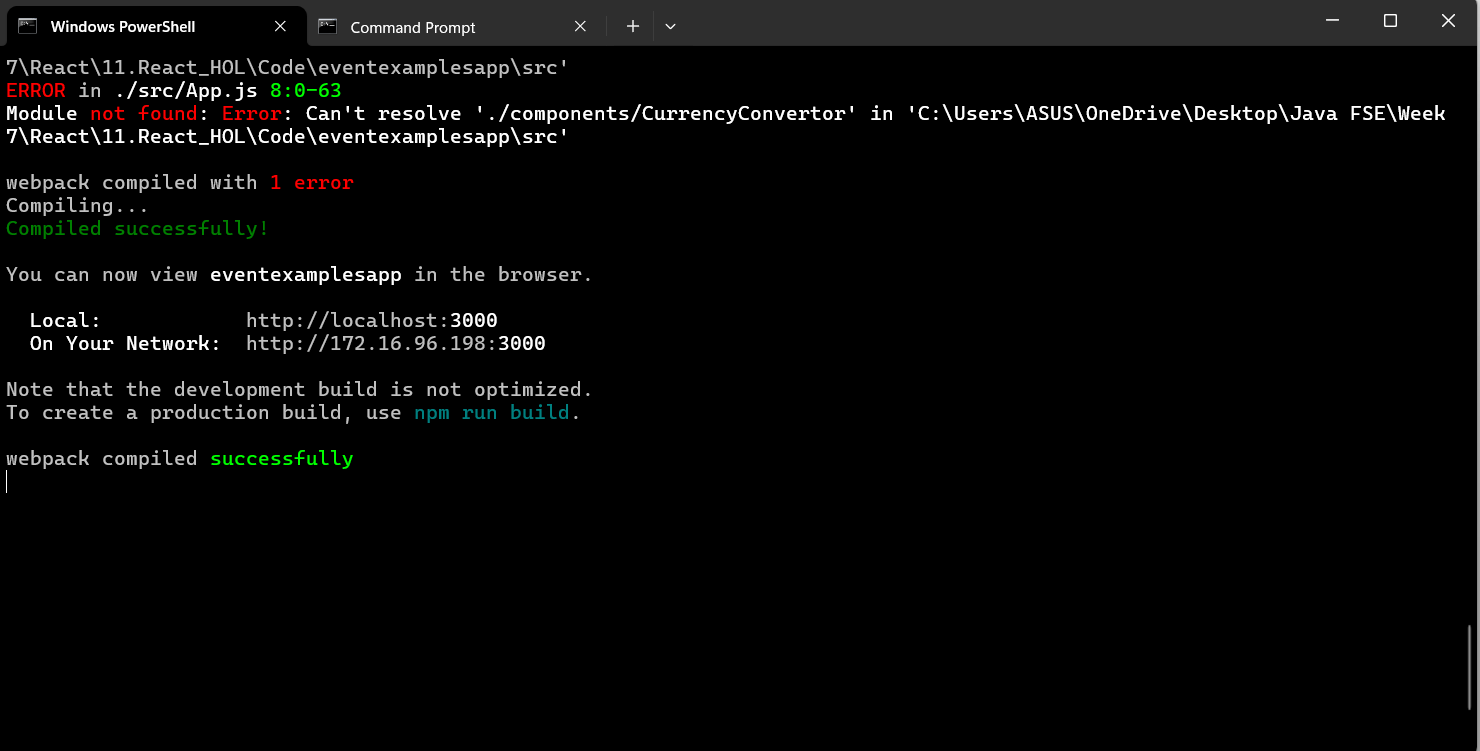 Windows PowerShell
Command Prompt
7\React\11.React_HOL\Code\eventexamplesapp\src'
ERROR in ./src/App.js 8:0-63
Module not found: Error: Can't resolve './components/CurrencyConvertor' in 'C:\Users\ASUS\OneDrive\Desktop\Java FSE\Week
7\React\11.React_HOL\Code\eventexamplesapp\src'
webpack compiled with 1 error
Compiling...
Compiled successfully!
You can now view eventexamplesapp in the browser.
Local: http://localhost:3000
On Your Network: http://172.16.96.198:3000
Note that the development build is not optimized.
To create a production build, use npm run build.
webpack compiled successfully